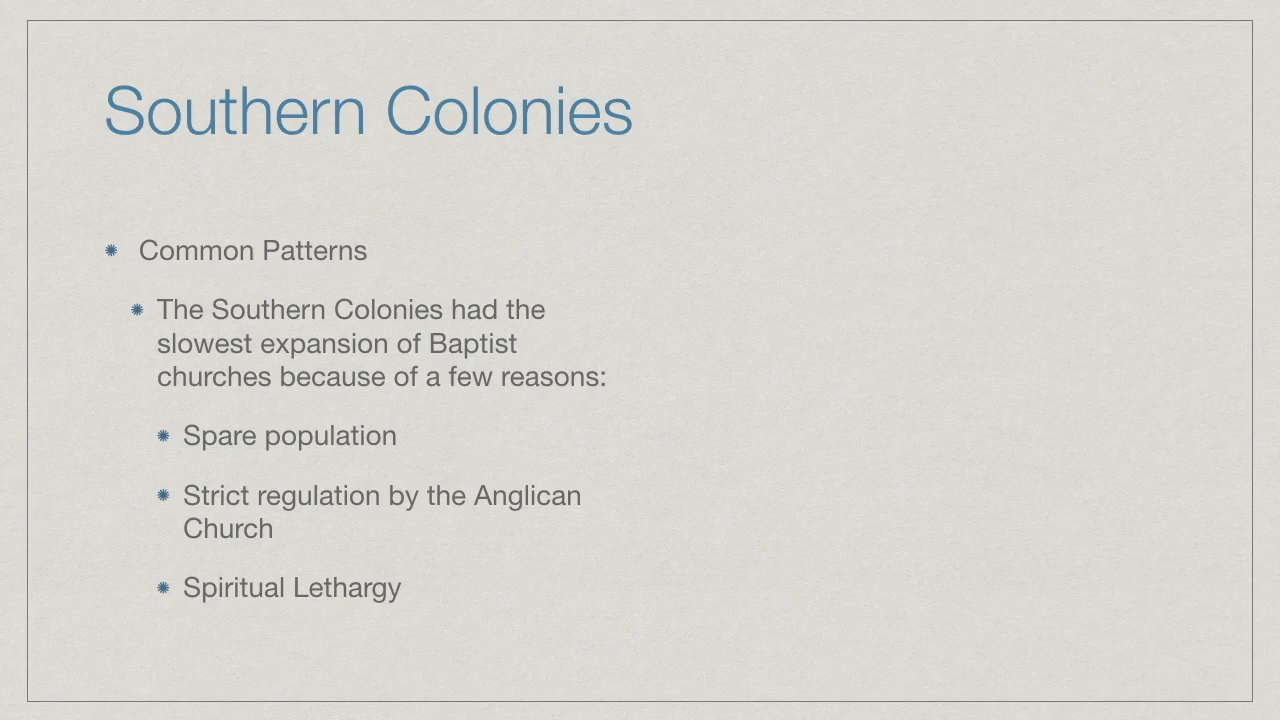 Southern Colonies
Common Patterns
The Southern Colonies had the
slowest expansion of Baptist
churches because of a few reasons:
Spare population
Strict regulation by the Anglican
Church
Spiritual Lethargy